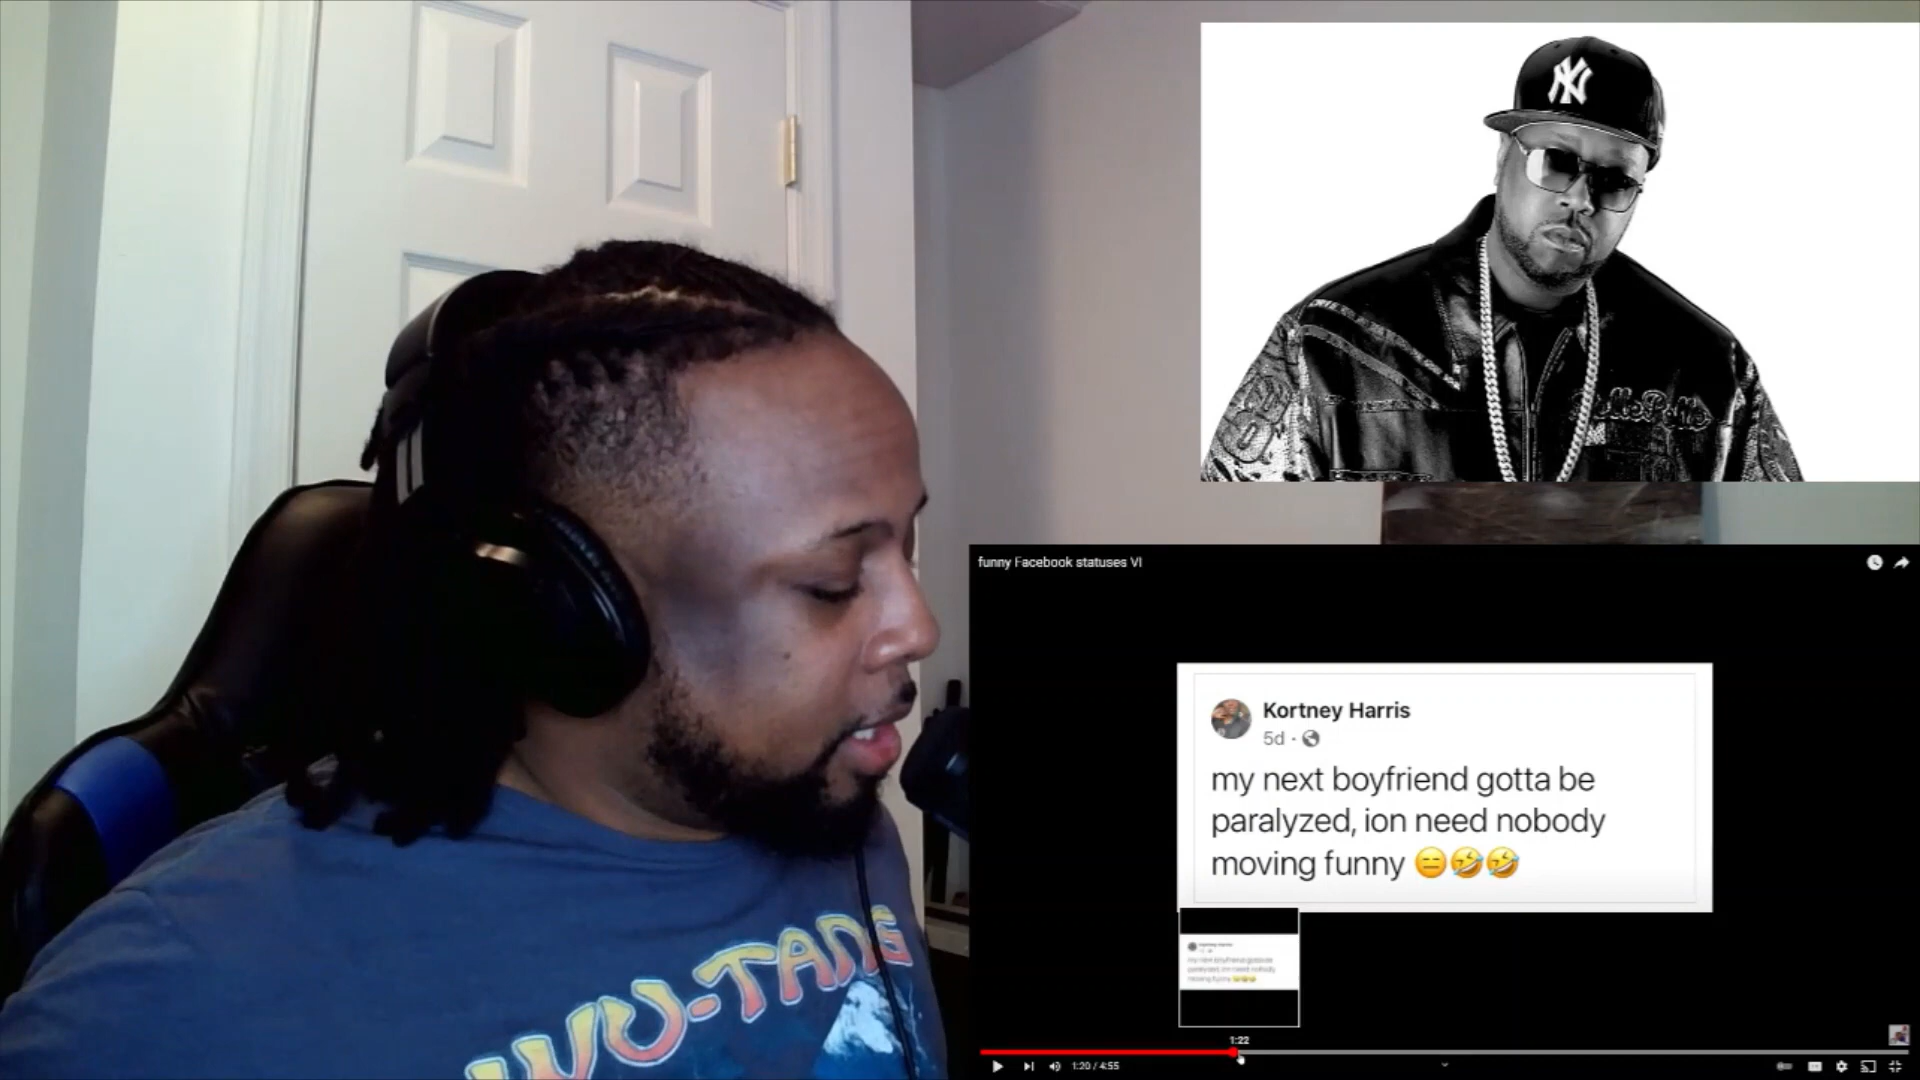 NY
funny Facebook statuses VI
Kortney Harris
5d ·
my next boyfriend gotta be
paralyzed, ion need nobody
moving funny 😑🤣🤣
WU-TANG
1:22
1:20 / 4:55